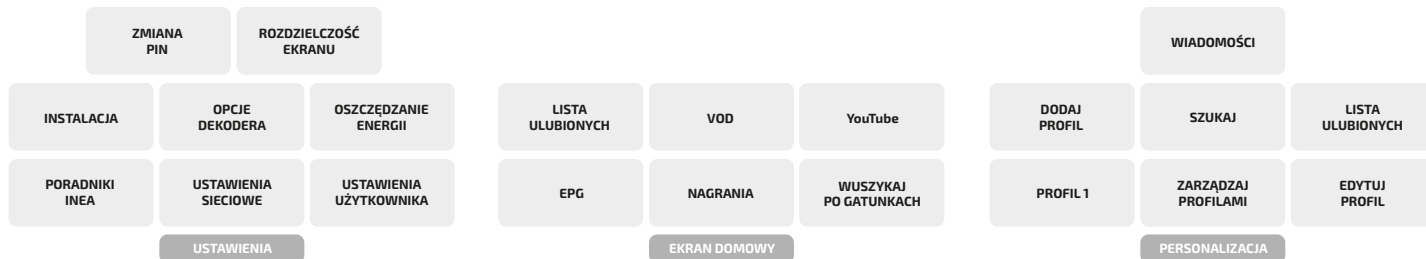 ZMIANA
PIN
ROZDZIELCZOŚĆ
EKRANU
WIADOMOŚCI
INSTALACJA
OPCJE
DEKODERA
OSZCZĘDZANIE
ENERGII
LISTA
ULUBIONYCH
VOD
YouTube
DODAJ
PROFIL
SZUKAJ
LISTA
ULUBIONYCH
PORADNIKI
INEA
USTAWIENIA
SIECIOWE
USTAWIENIA
UŻYTKOWNIKA
EPG
NAGRANIA
WUSZYKAJ
PO GATUNKACH
PROFIL 1
ZARZĄDZAJ
PROFILAMI
EDYTUJ
PROFIL
USTAWIENIA
EKRAN DOMOWY
PERSONALIZACJA